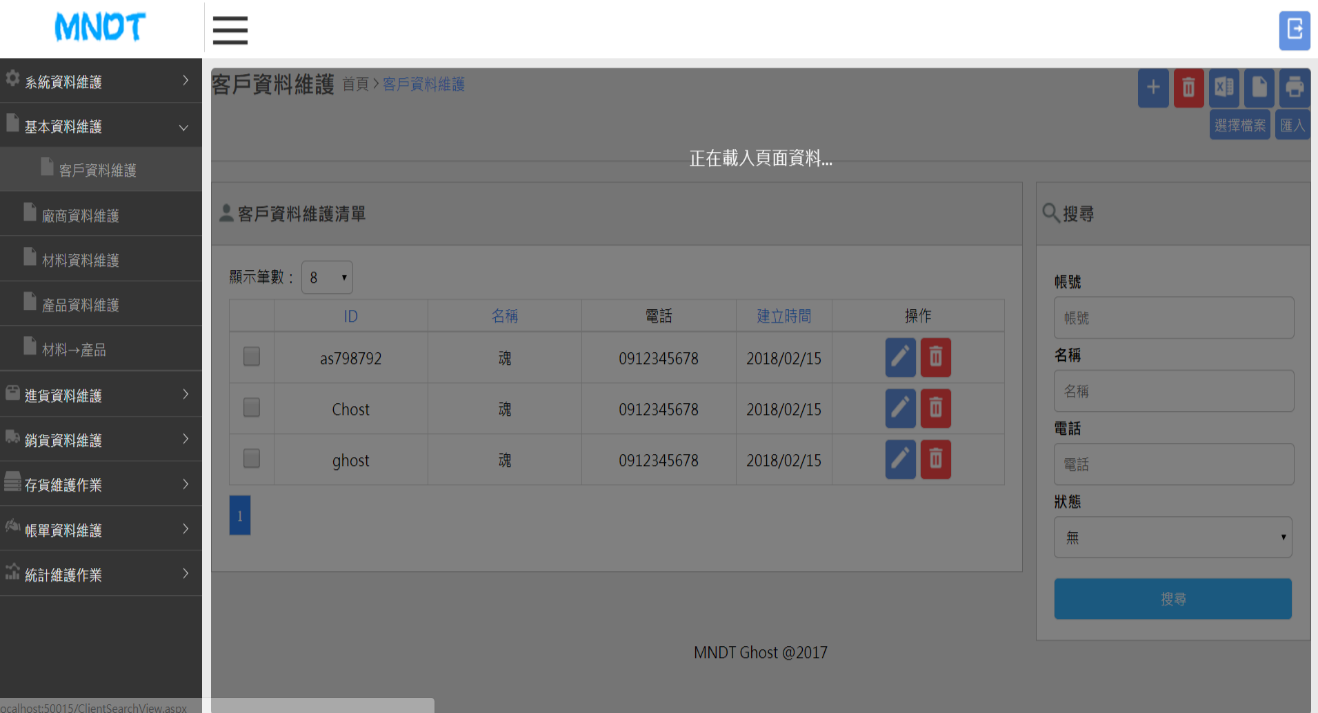 MNDT
系統資料維護
基本資料維護
客戶資料維護
廠商資料維護
材料資料維護
產品資料維護
材料→產品
進貨資料維護
銷貨資料維護
存貨維護作業
帳單資料維護
統計維護作業
客戶資料維護 首頁 > 客戶資料維護
選擇檔案 匯入
正在載入頁面資料...
客戶資料維護清單
顯示筆數： 8
ID 名稱 電話 建立時間 操作
as798792 魂 0912345678 2018/02/15
Chost 魂 0912345678 2018/02/15
ghost 魂 0912345678 2018/02/15
1
搜尋
帳號
帳號
名稱
名稱
電話
電話
狀態
無
搜尋
MNDT Ghost @2017
ocalhost:50015/ClientSearchView.aspx